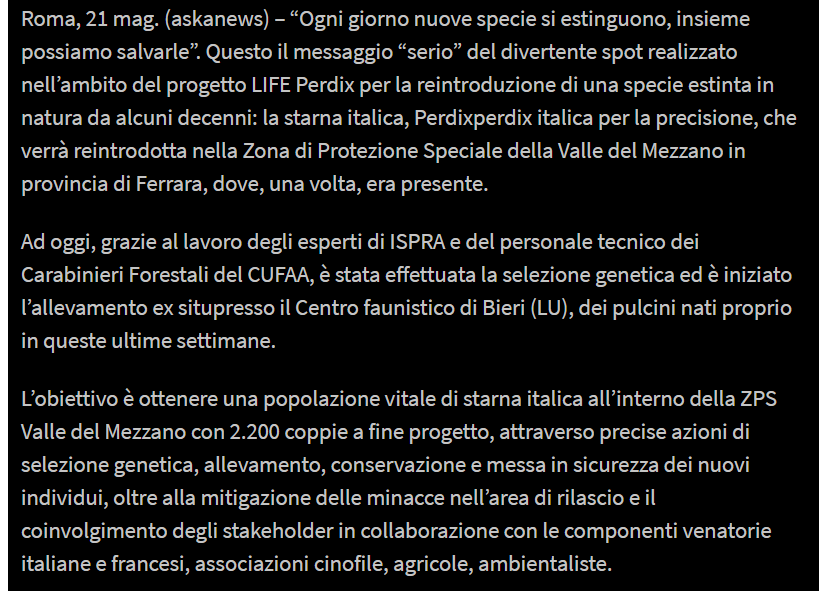 Roma, 21 mag. (askanews) – “Ogni giorno nuove specie si estinguono, insieme
possiamo salvarle”. Questo il messaggio “serio” del divertente spot realizzato
nell’ambito del progetto LIFE Perdix per la reintroduzione di una specie estinta in
natura da alcuni decenni: la starna italica, Perdixperdix italica per la precisione, che
verrà reintrodotta nella Zona di Protezione Speciale della Valle del Mezzano in
provincia di Ferrara, dove, una volta, era presente.
Ad oggi, grazie al lavoro degli esperti di ISPRA e del personale tecnico dei
Carabinieri Forestali del CUFAA, è stata effettuata la selezione genetica ed è iniziato
l’allevamento ex situpresso il Centro faunistico di Bieri (LU), dei pulcini nati proprio
in queste ultime settimane.
L’obiettivo è ottenere una popolazione vitale di starna italica all’interno della ZPS
Valle del Mezzano con 2.200 coppie a fine progetto, attraverso precise azioni di
selezione genetica, allevamento, conservazione e messa in sicurezza dei nuovi
individui, oltre alla mitigazione delle minacce nell’area di rilascio e il
coinvolgimento degli stakeholder in collaborazione con le componenti venatorie
italiane e francesi, associazioni cinofile, agricole, ambientaliste.